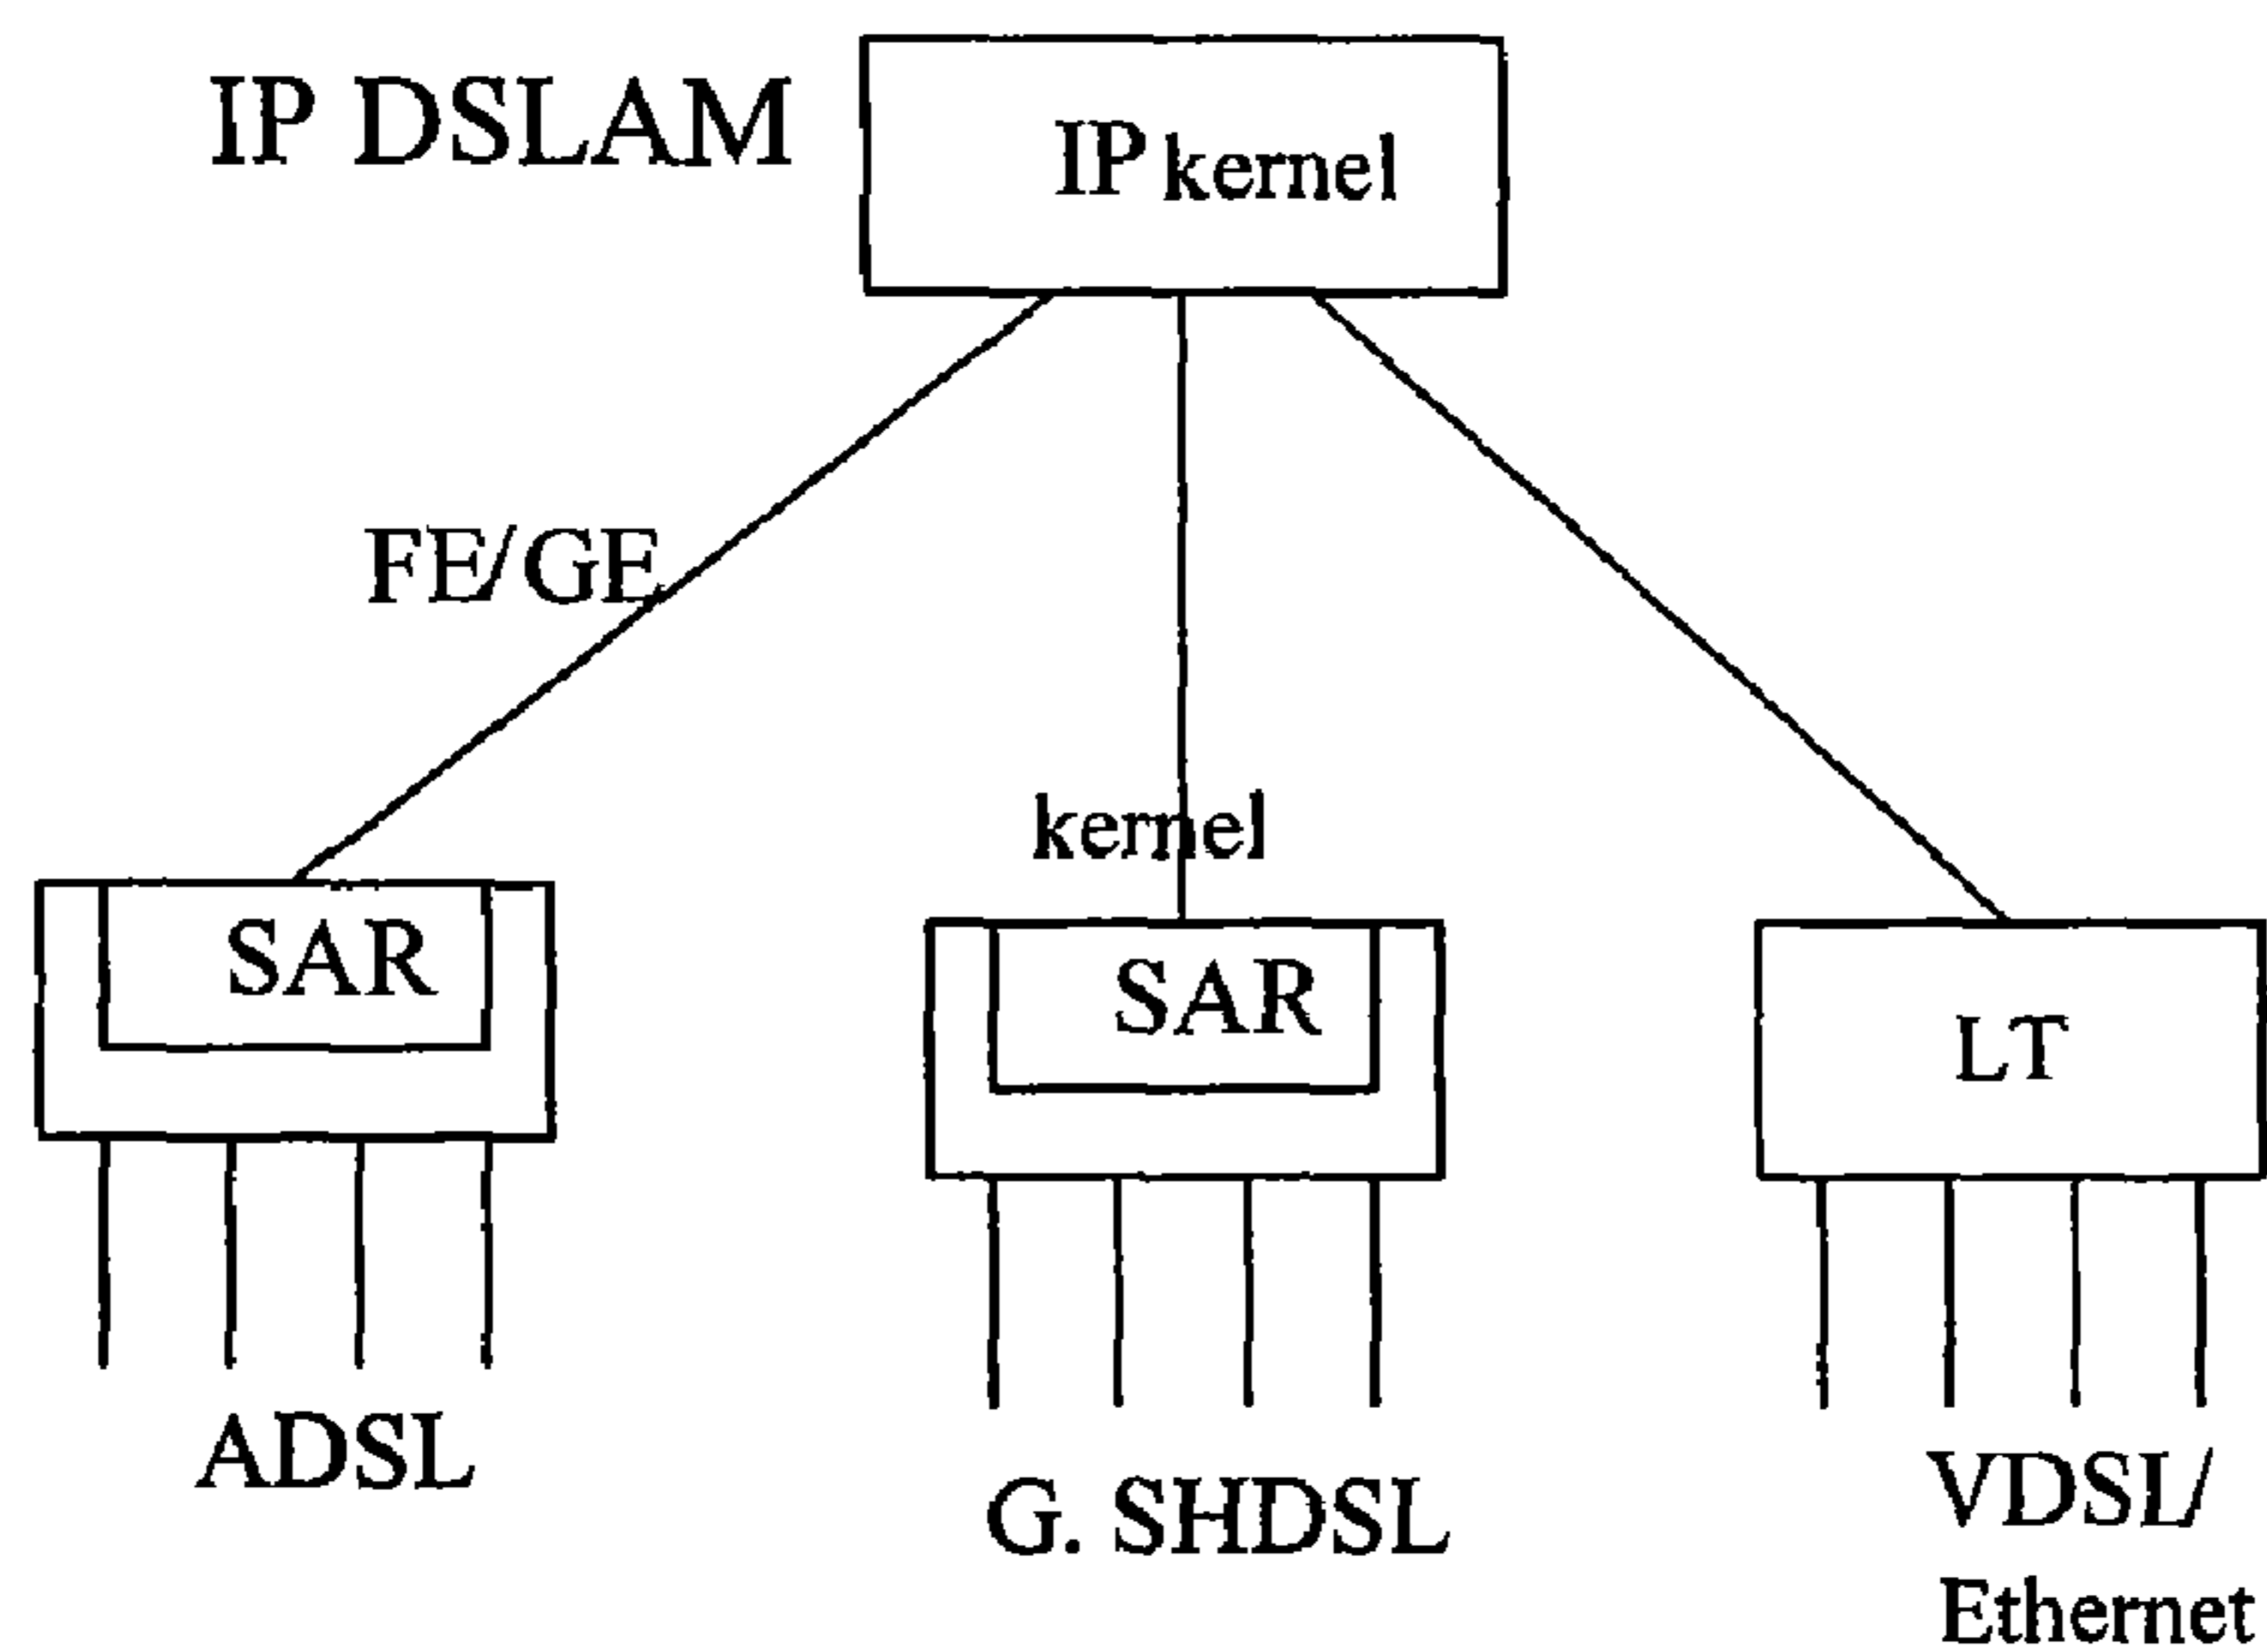 IP DSLAM
IP kernel
FE/GE
kernel
SAR
SAR
LT
ADSL
G. SHDSL
VDSL/
Ethernet